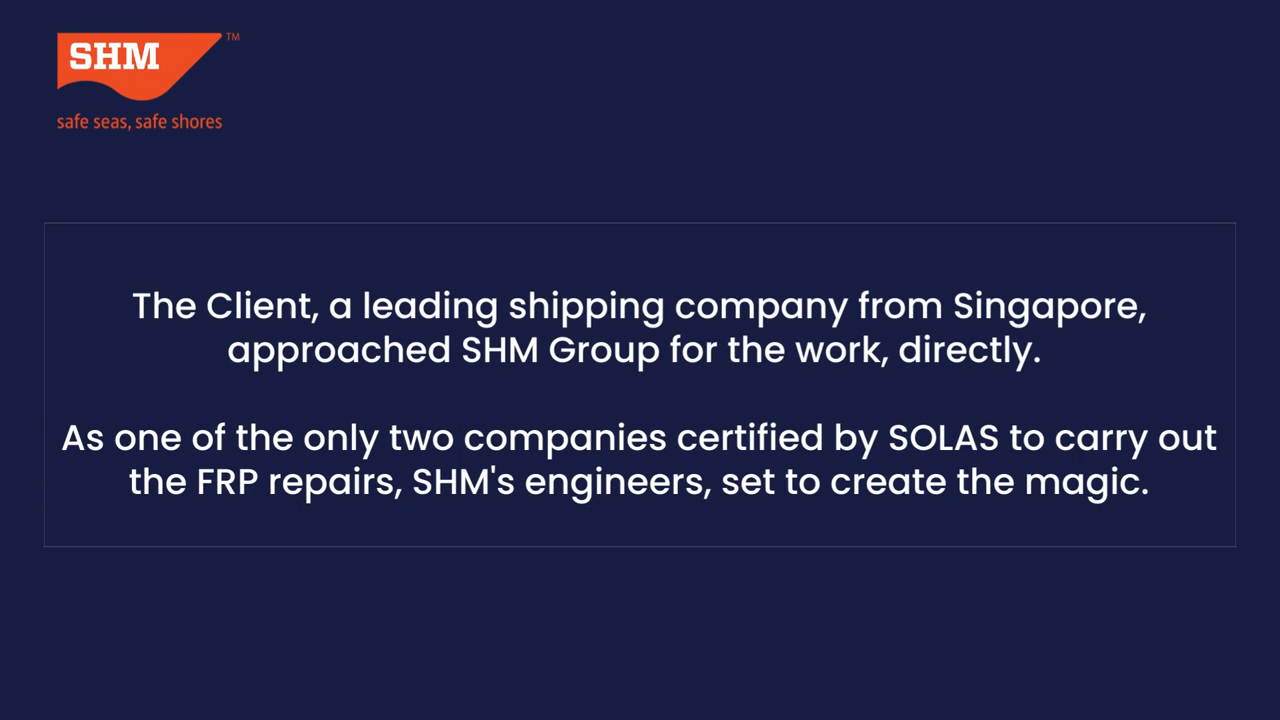 SHM
TM
safe seas, safe shores
The Client, a leading shipping company from Singapore,
approached SHM Group for the work, directly.
As one of the only two companies certified by SOLAS to carry out
the FRP repairs, SHM's engineers, set to create the magic.